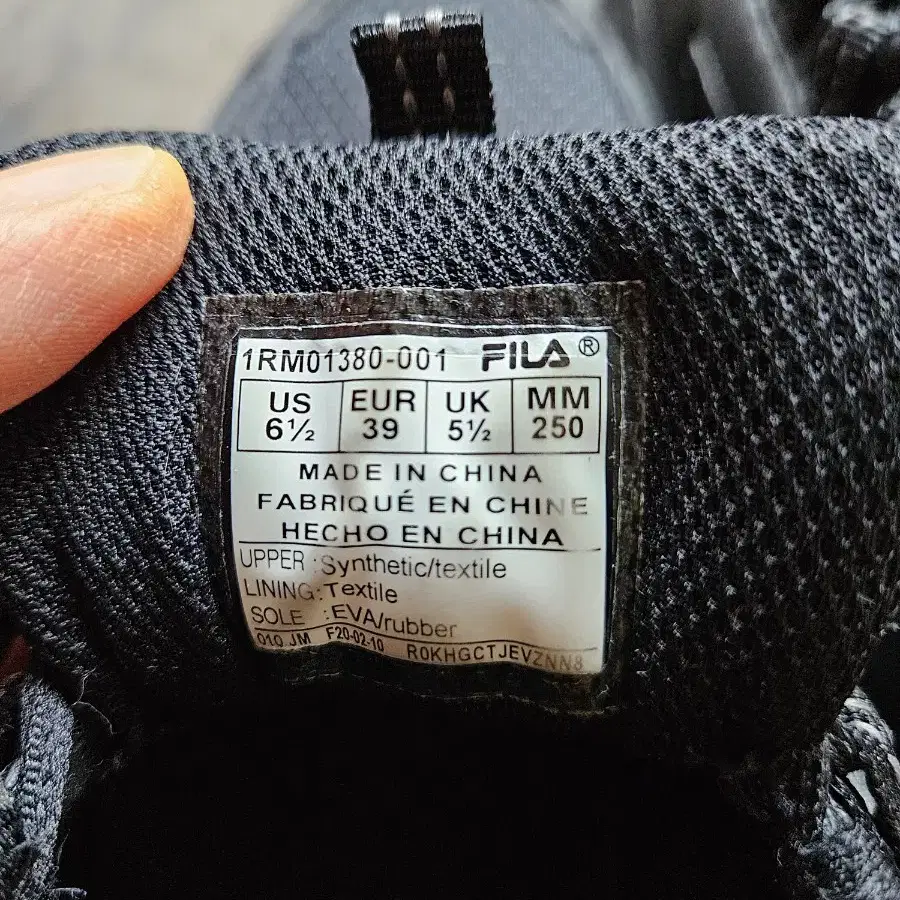 1RM01380-001 FILA®
US EUR UK MM
6½ 39 5½ 250
MADE IN CHINA
FABRIQUÉ EN CHINE
HECHO EN CHINA
UPPER :Synthetic/textile
LINING:Textile
SOLE :EVA/rubber
010 JM F20-02-10 R0KHGCTJEVZNN8